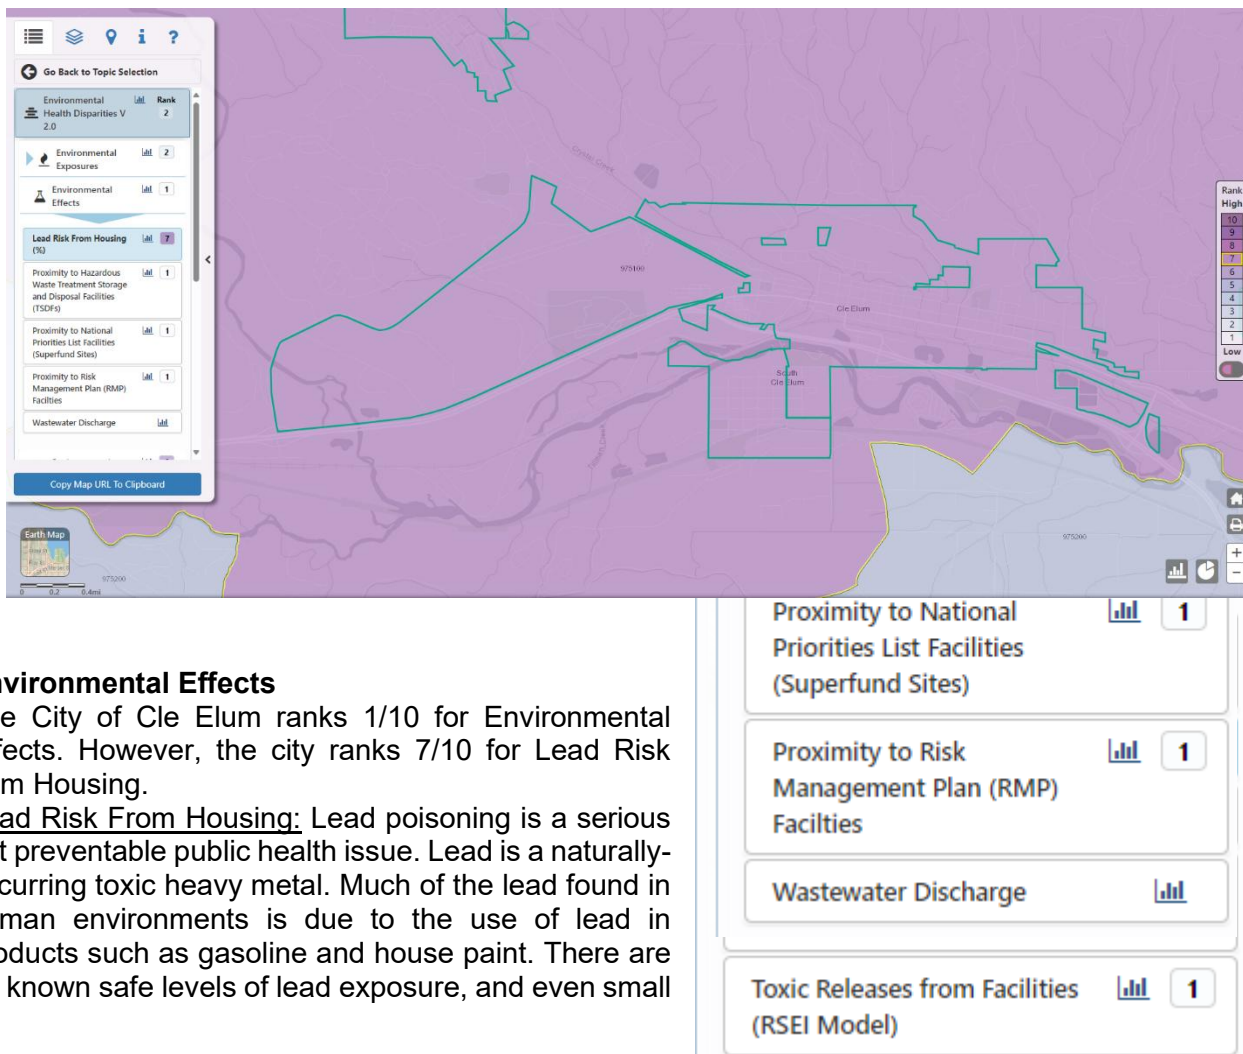 Go Back to Topic Selection
Environmental
Health Disparities V
2.0
Rank
2
Environmental
Exposures
2
Environmental
Effects
1
Lead Risk From Housing
(%)
7
Proximity to Hazardous
Waste Treatment Storage
and Disposal Facilities
(TSDFs)
1
Proximity to National
Priorities List Facilities
(Superfund Sites)
1
Proximity to Risk
Management Plan (RMP)
Facilties
1
Wastewater Discharge
Copy Map URL To Clipboard
Earth Map
0 0.2 0.4mi
975200
975100
Cle Elum
South
Cle Elum
975200
Rank
High
10
9
8
7
6
5
4
3
2
1
Low
+
−
nvironmental Effects
e City of Cle Elum ranks 1/10 for Environmental
fects. However, the city ranks 7/10 for Lead Risk
om Housing.
ad Risk From Housing: Lead poisoning is a serious
t preventable public health issue. Lead is a naturally-
curring toxic heavy metal. Much of the lead found in
man environments is due to the use of lead in
oducts such as gasoline and house paint. There are
known safe levels of lead exposure, and even small
Proximity to National
Priorities List Facilities
(Superfund Sites)
1
Proximity to Risk
Management Plan (RMP)
Facilties
1
Wastewater Discharge
Toxic Releases from Facilities
(RSEI Model)
1